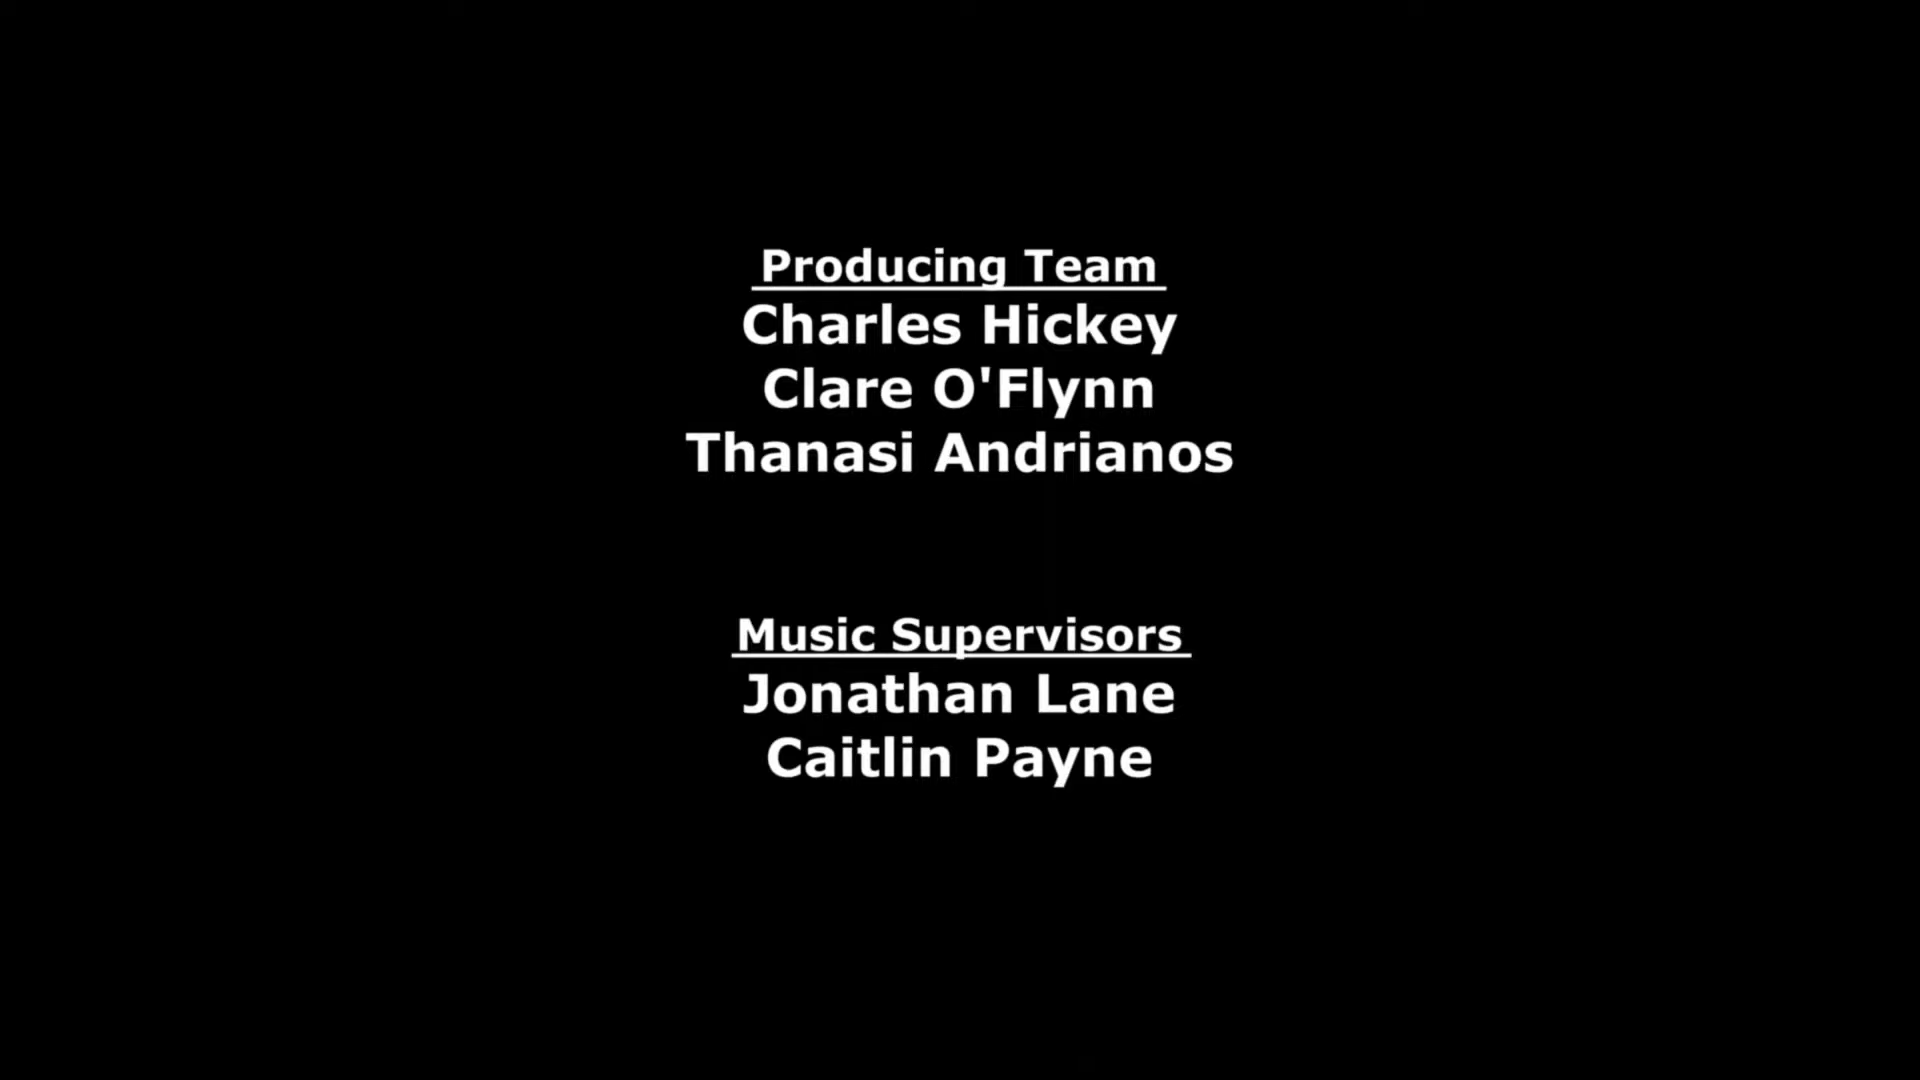 Producing Team
Charles Hickey
Clare O'Flynn
Thanasi Andrianos
Music Supervisors
Jonathan Lane
Caitlin Payne